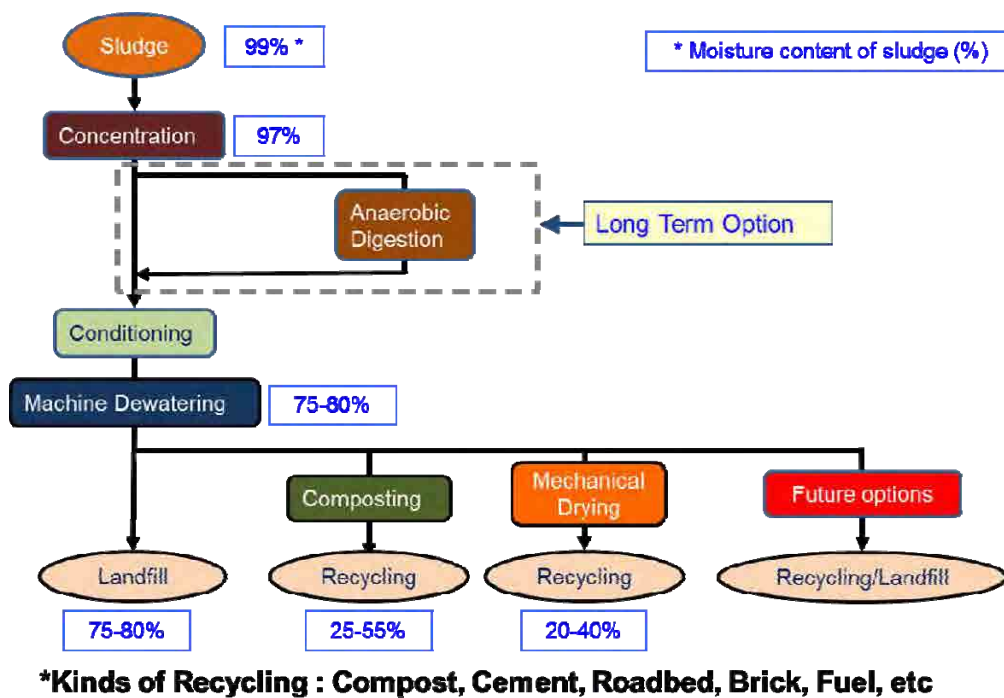 Sludge
99% *
* Moisture content of sludge (%)
Concentration
97%
Anaerobic
Digestion
Long Term Option
Conditioning
Machine Dewatering
75-80%
Composting
Mechanical
Drying
Future options
Landfill
Recycling
Recycling
Recycling/Landfill
75-80%
25-55%
20-40%
*Kinds of Recycling : Compost, Cement, Roadbed, Brick, Fuel, etc